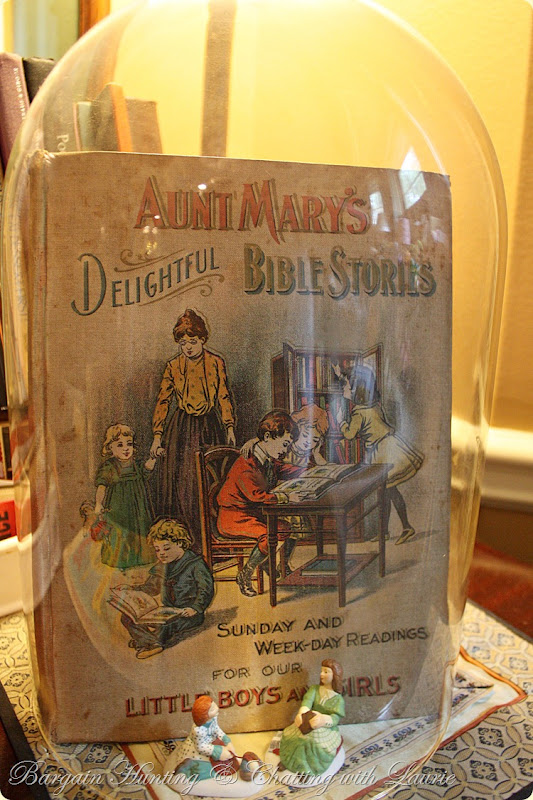 AUNT MARY'S
DELIGHTFUL BIBLE STORIES
SUNDAY AND
WEEK-DAY READINGS
FOR OUR
LITTLE BOYS AND GIRLS
Bargain Hunting & Chatting with Laurie